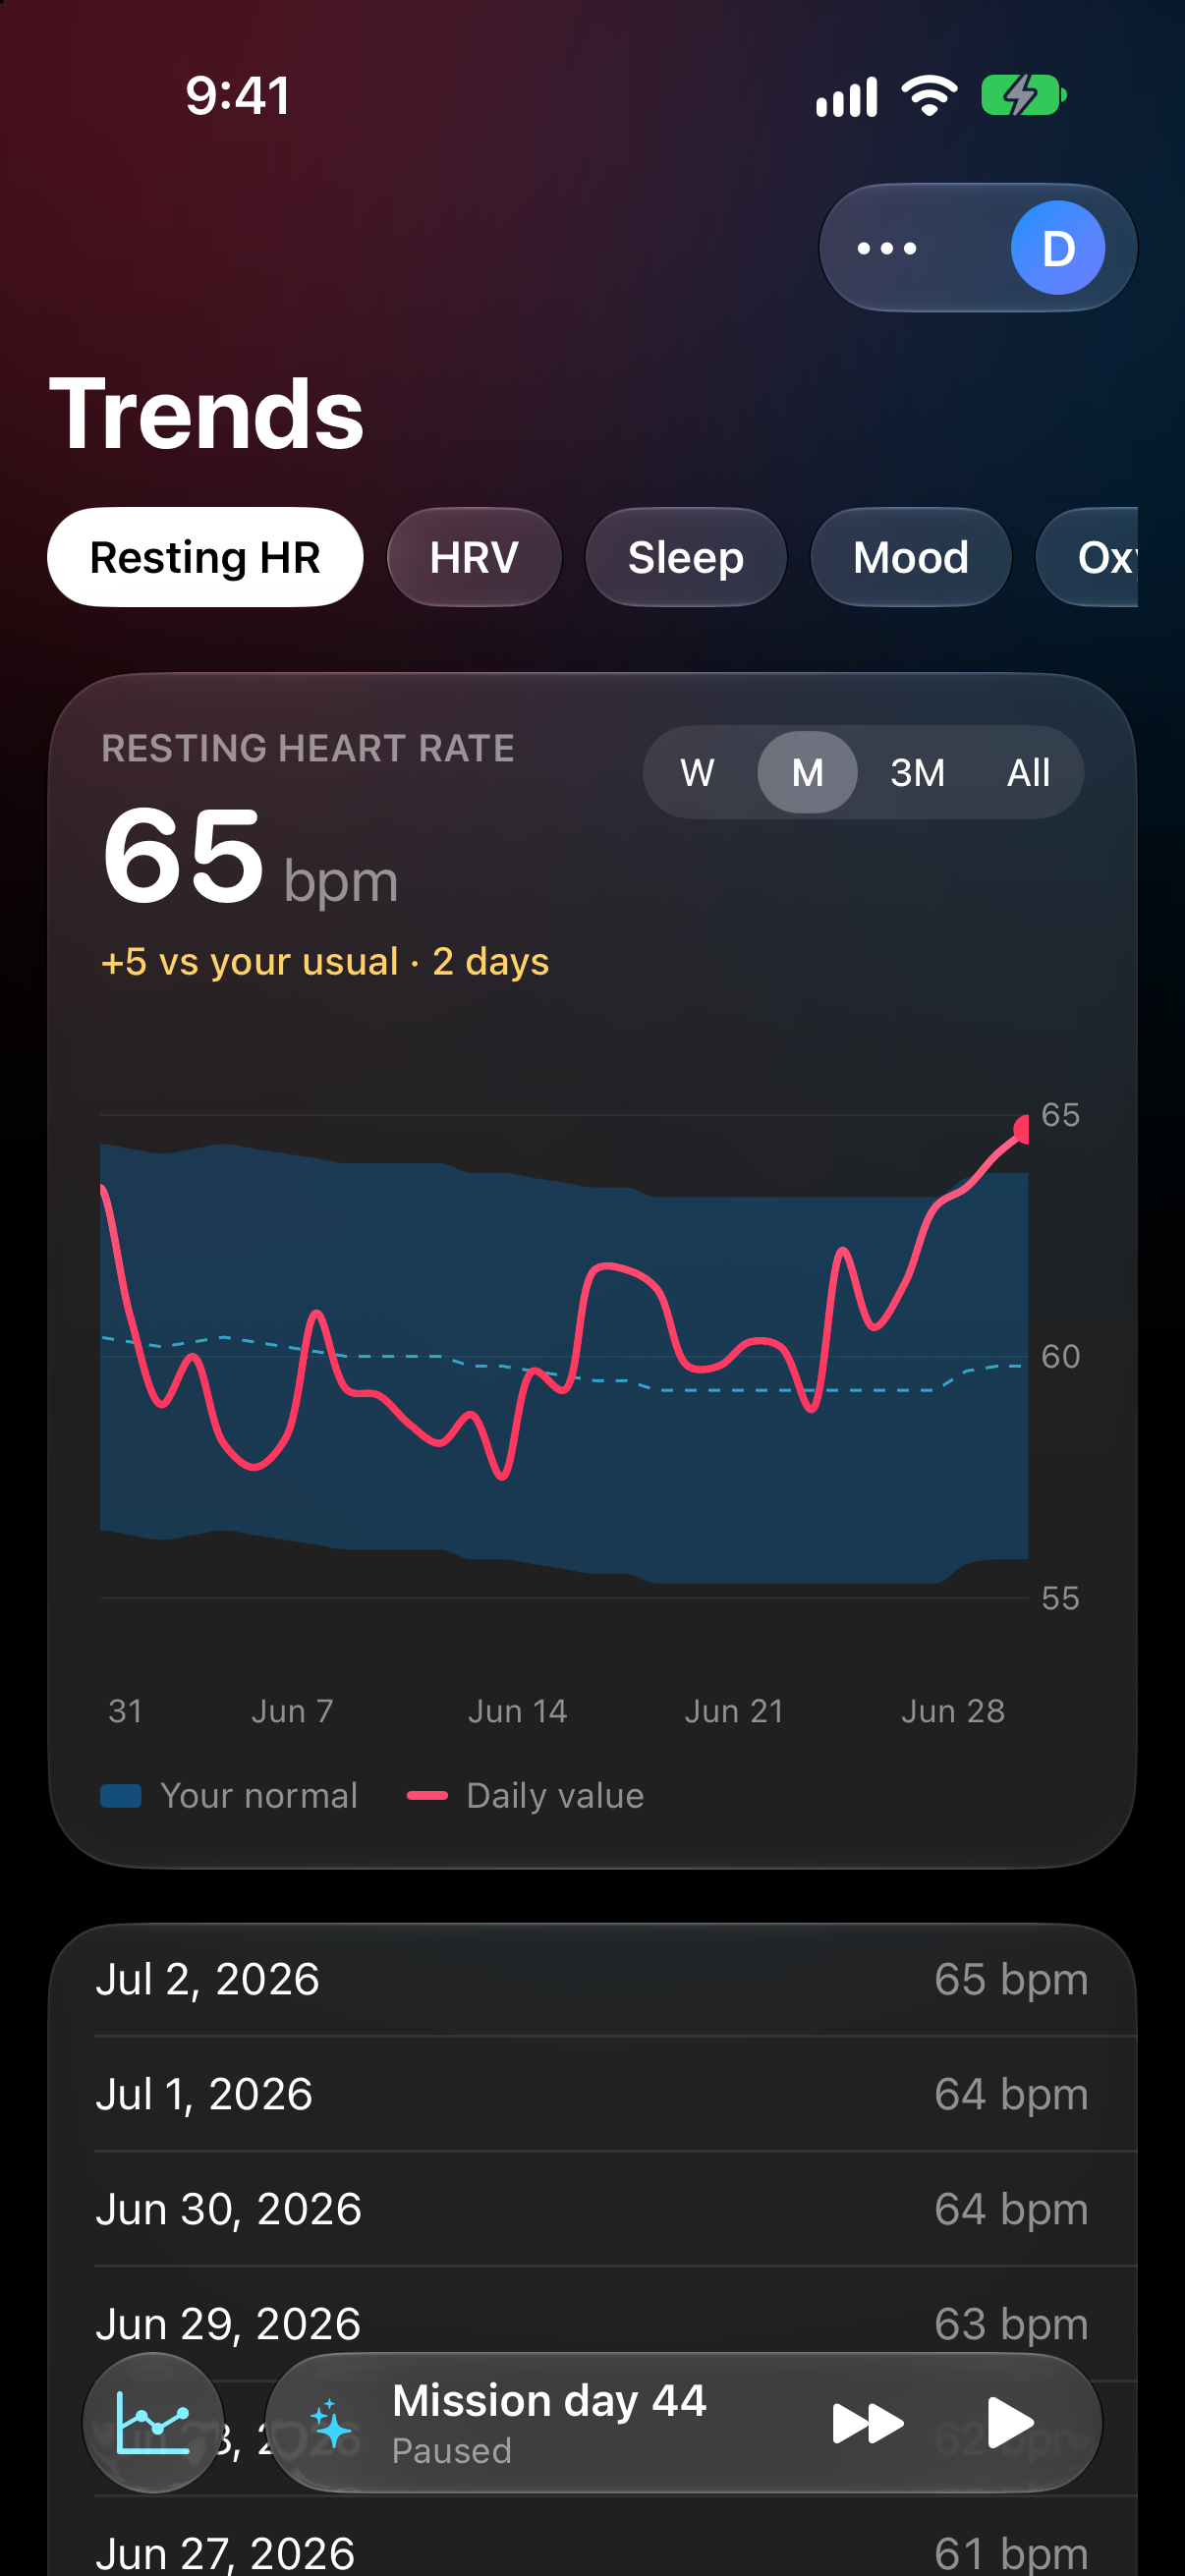 9:41
D
Trends
Resting HR
HRV
Sleep
Mood
RESTING HEART RATE
W
M
3M
All
65 bpm
+5 vs your usual · 2 days
65
60
55
31
Jun 7
Jun 14
Jun 21
Jun 28
Your normal
Daily value
Jul 2, 2026
65 bpm
Jul 1, 2026
64 bpm
Jun 30, 2026
64 bpm
Jun 29, 2026
63 bpm
Mission day 44
Paused
Jun 27, 2026
61 bpm